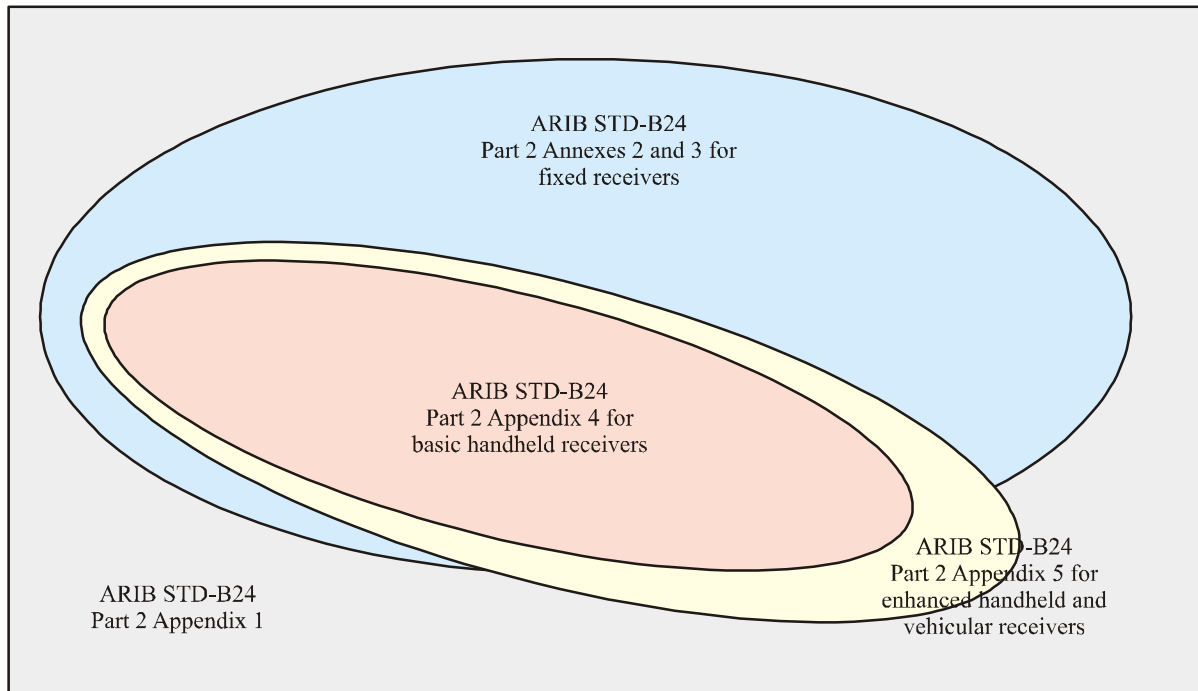 ARIB STD-B24
Part 2 Annexes 2 and 3 for
fixed receivers
ARIB STD-B24
Part 2 Appendix 4 for
basic handheld receivers
ARIB STD-B24
Part 2 Appendix 5 for
enhanced handheld and
vehicular receivers
ARIB STD-B24
Part 2 Appendix 1